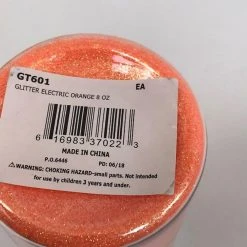 GT601
GLITTER ELECTRIC ORANGE 8 OZ
EA
6 16983 37022 3
MADE IN CHINA
P.O.6446 PD: 06/18
WARNING: CHOKING HAZARD-small parts. Not intended
for use by children 3 years and under.